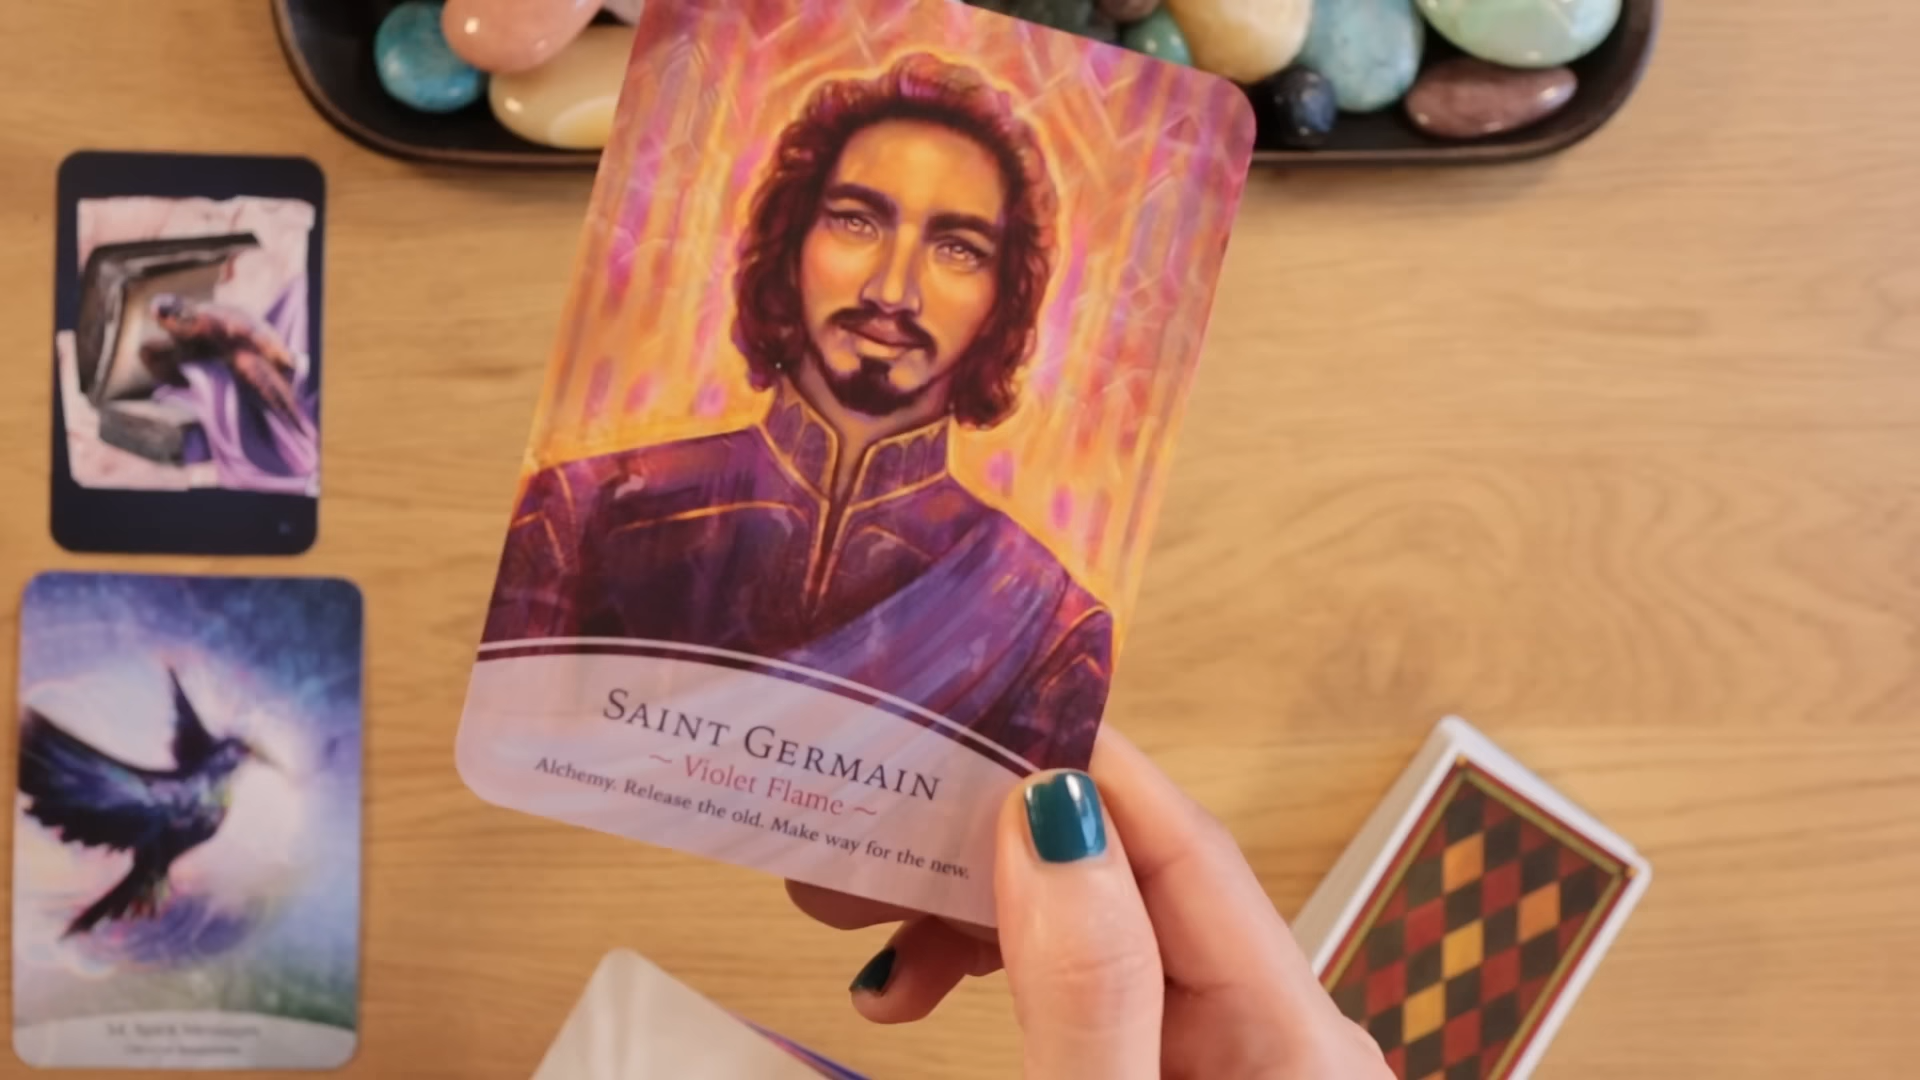 SAINT GERMAIN
~ Violet Flame ~
Alchemy. Release the old. Make way for the new.